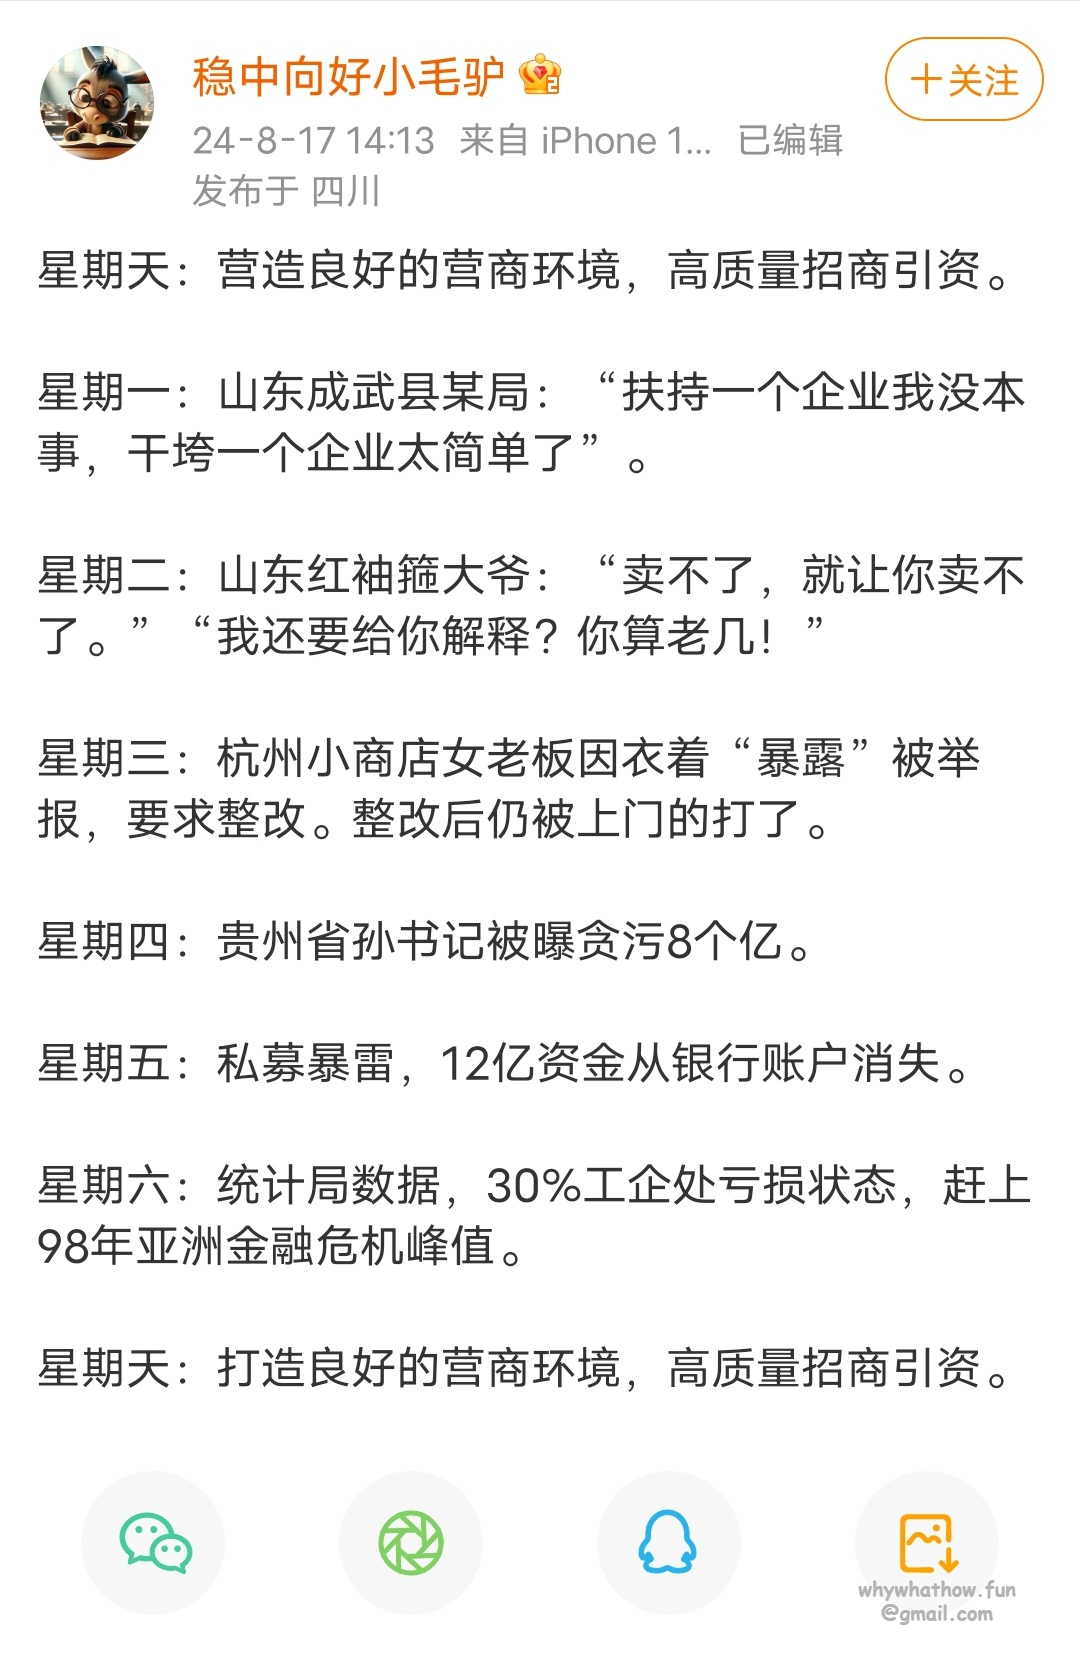 稳中向好小毛驴
2
+关注
24-8-17 14:13 来自 iPhone 1... 已编辑
发布于 四川
星期天：营造良好的营商环境，高质量招商引资。
星期一：山东成武县某局：“扶持一个企业我没本
事，干垮一个企业太简单了”。
星期二：山东红袖箍大爷：“卖不了，就让你卖不
了。”“我还要给你解释？你算老几！”
星期三：杭州小商店女老板因衣着“暴露”被举
报，要求整改。整改后仍被上门的打了。
星期四：贵州省孙书记被曝贪污8个亿。
星期五：私募暴雷，12亿资金从银行账户消失。
星期六：统计局数据，30%工企处亏损状态，赶上
98年亚洲金融危机峰值。
星期天：打造良好的营商环境，高质量招商引资。
whywhathow.fun
@gmail.com